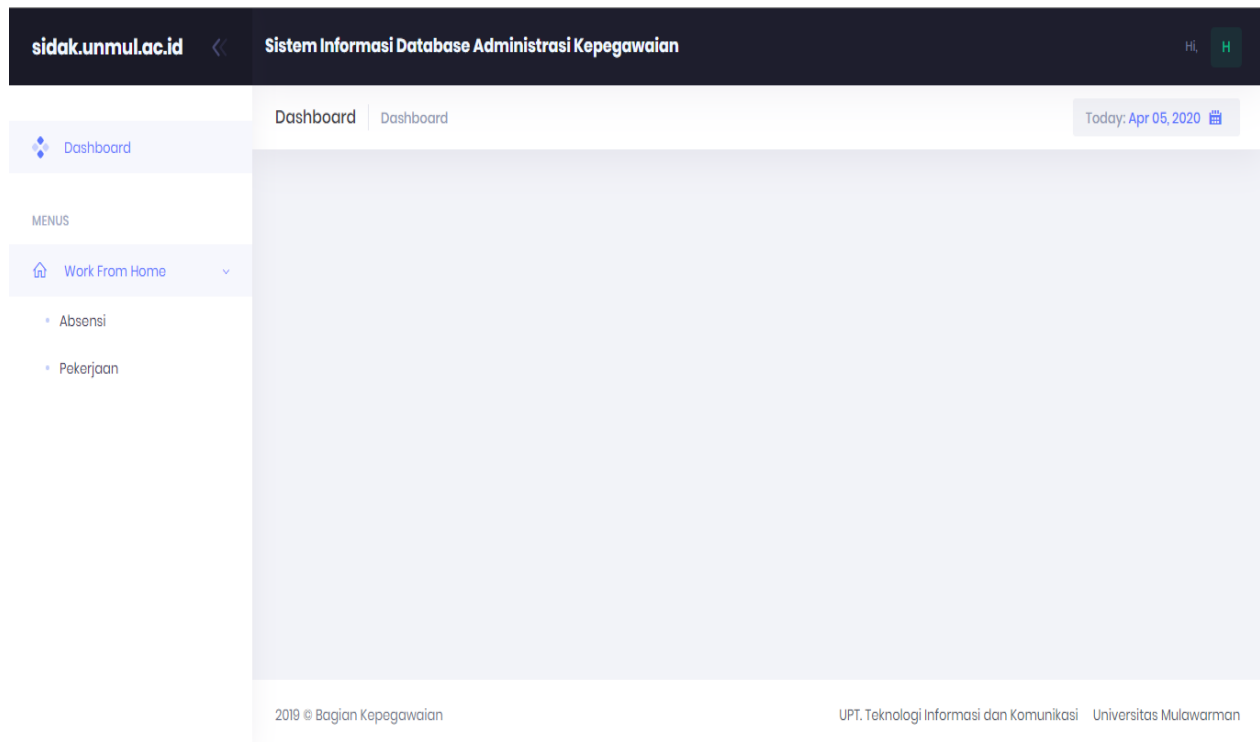 sidak.unmul.ac.id
Sistem Informasi Database Administrasi Kepegawaian
Hi, H
Dashboard
Dashboard
Today: Apr 05, 2020
Dashboard
MENUS
Work From Home
Absensi
Pekerjaan
2019 © Bagian Kepegawaian
UPT. Teknologi Informasi dan Komunikasi Universitas Mulawarman